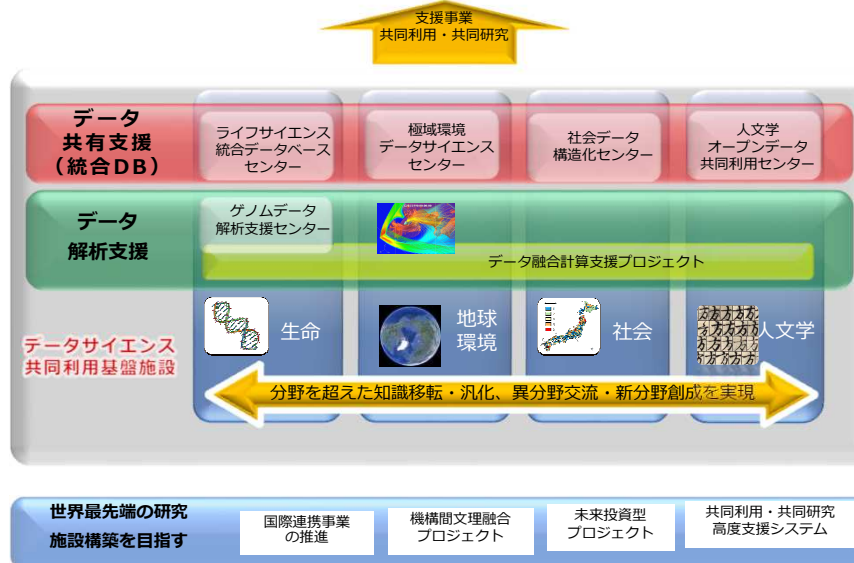 支援事業
共同利用・共同研究
データ
共有支援
(統合DB)
ライフサイエンス
統合データベース
センター
極域環境
データサイエンス
センター
社会データ
構造化センター
人文学
オープンデータ
共同利用センター
データ
解析支援
ゲノムデータ
解析支援センター
データ融合計算支援プロジェクト
データサイエンス
共同利用基盤施設
生命
地球
環境
社会
人文学
分野を超えた知識移転・汎化、異分野交流・新分野創成を実現
世界最先端の研究
施設構築を目指す
国際連携事業
の推進
機構間文理融合
プロジェクト
未来投資型
プロジェクト
共同利用・共同研究
高度支援システム